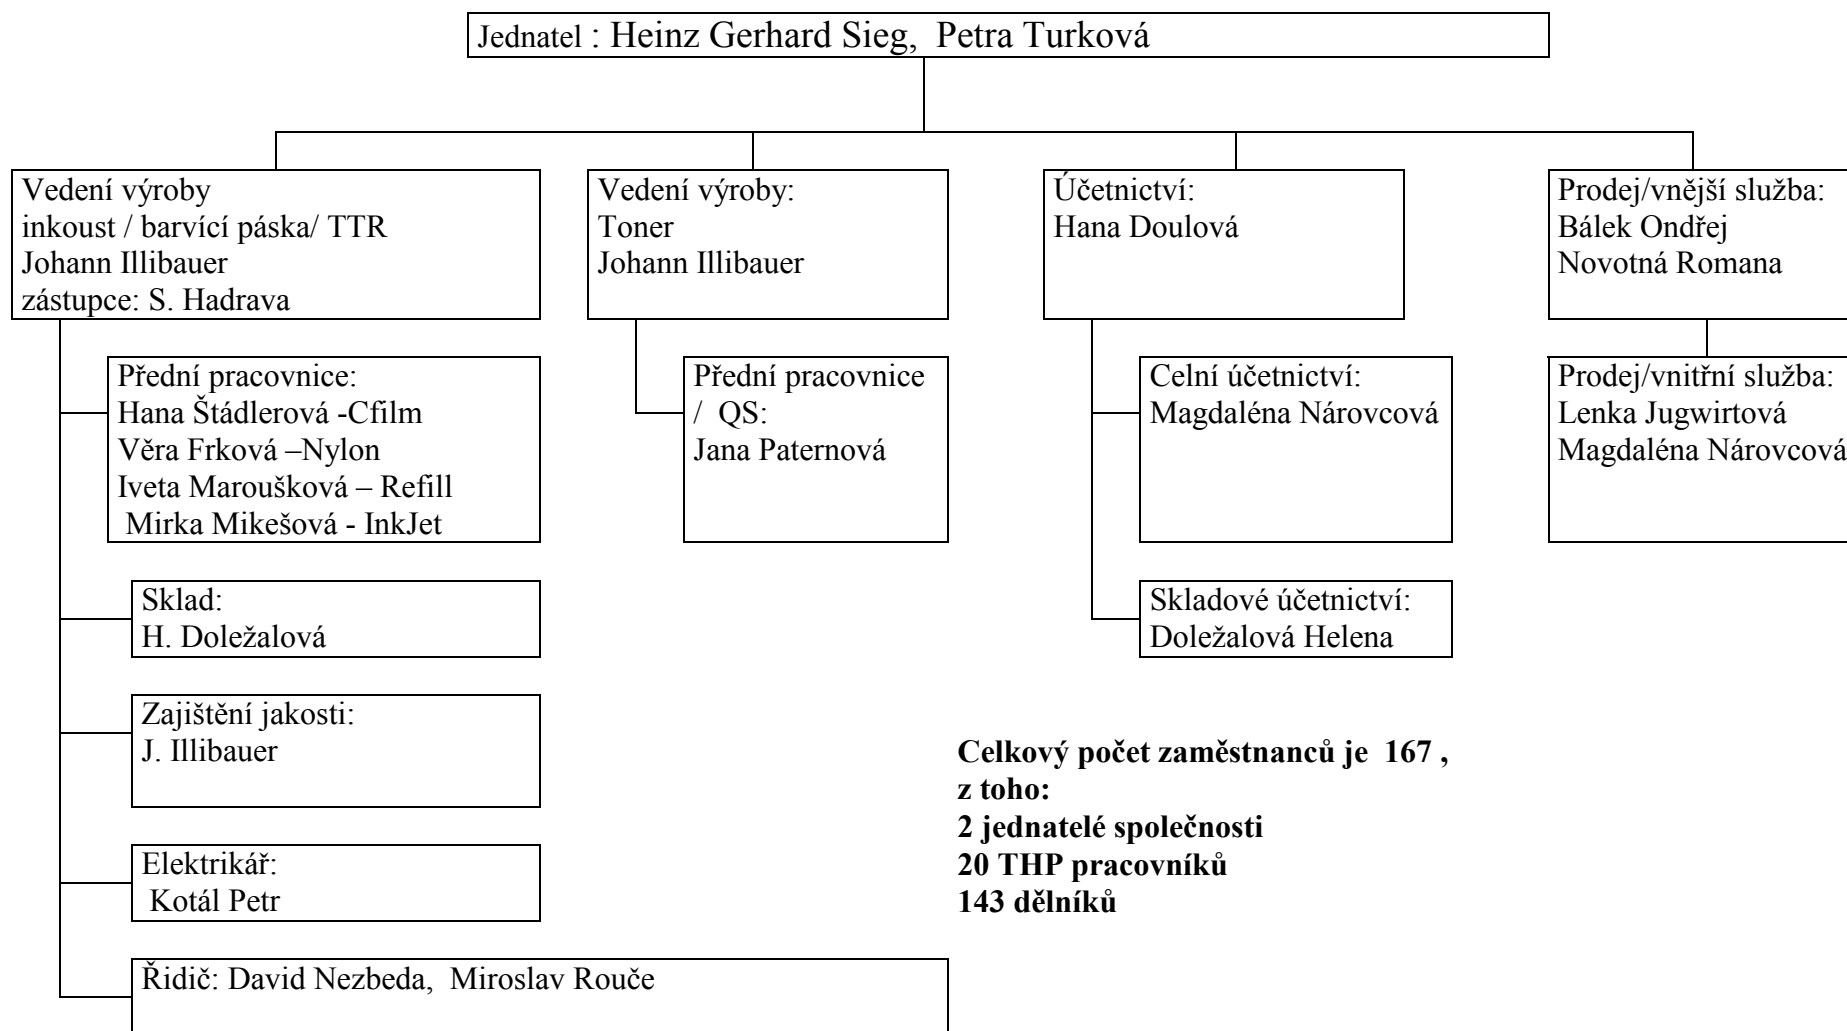 Jednatel : Heinz Gerhard Sieg, Petra Turková
Vedení výroby
inkoust / barvící páska/ TTR
Johann Illibauer
zástupce: S. Hadrava
Vedení výroby:
Toner
Johann Illibauer
Účetnictví:
Hana Doulová
Prodej/vnější služba:
Bálek Ondřej
Novotná Romana
Přední pracovnice:
Hana Štádlerová -Cfilm
Věra Frková –Nylon
Iveta Maroušková – Refill
Mirka Mikešová - InkJet
Přední pracovnice
/ QS:
Jana Paternová
Celní účetnictví:
Magdaléna Nárovcová
Prodej/vnitřní služba:
Lenka Jugwirtová
Magdaléna Nárovcová
Sklad:
H. Doležalová
Skladové účetnictví:
Doležalová Helena
Zajištění jakosti:
J. Illibauer
Celkový počet zaměstnanců je 167 ,
z toho:
2 jednatelé společnosti
20 THP pracovníků
143 dělníků
Elektrikář:
Kotál Petr
Řidič: David Nezbeda, Miroslav Rouče